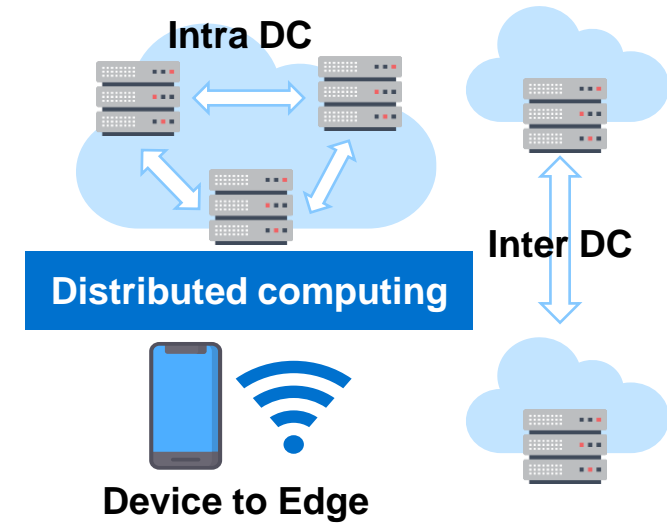 Intra DC
Inter DC
Distributed computing
Device to Edge